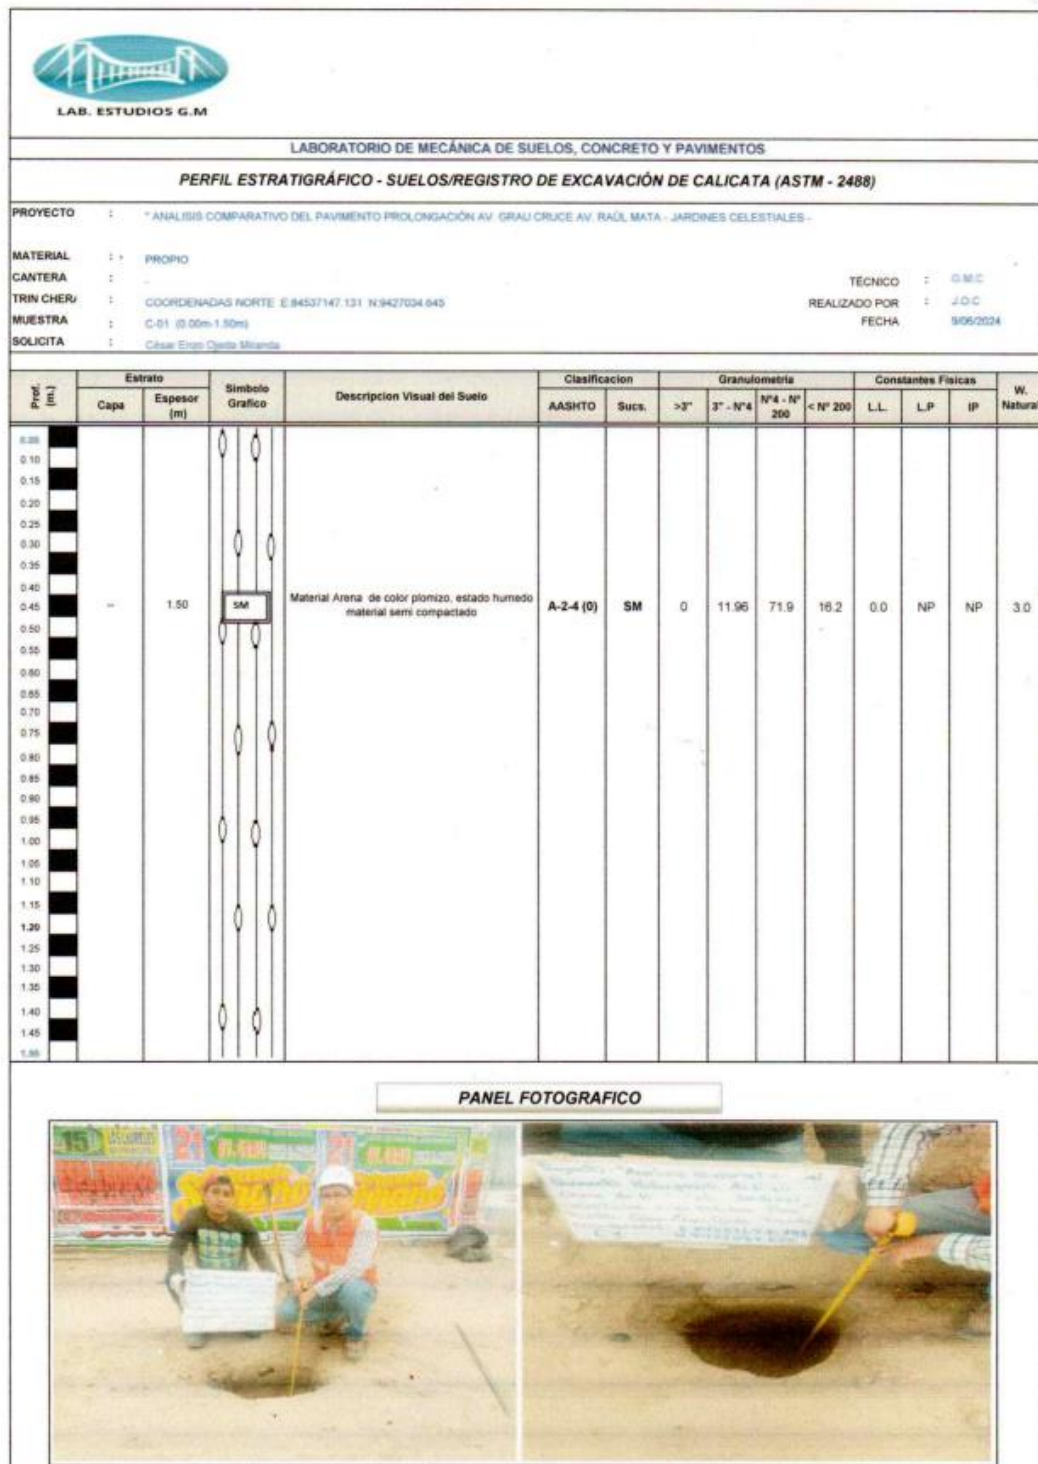 LAB. ESTUDIOS G.M
LABORATORIO DE MECÁNICA DE SUELOS, CONCRETO Y PAVIMENTOS
PERFIL ESTRATIGRÁFICO - SUELOS/REGISTRO DE EXCAVACIÓN DE CALICATA (ASTM - 2488)
PROYECTO : " ANALISIS COMPARATIVO DEL PAVIMENTO PROLONGACIÓN AV. GRAU CRUCE AV. RAÚL MATA - JARDINES CELESTIALES -
MATERIAL : PROPIO
CANTERA : -
TÉCNICO : G.M.C
TRIN CHER/ : COORDENADAS NORTE E:84537147.131 N:9427034.645
REALIZADO POR : J.O.C
MUESTRA : C-01 (0.00m-1.50m)
FECHA 9/06/2024
SOLICITA : César Enzo Ojeda Miranda
Prof. (m.) Estrato Simbolo Grafico Descripcion Visual del Suelo Clasificacion Granulometria Constantes Fisicas W. Natural
Capa Espesor (m) AASHTO Sucs. >3" 3" - N°4 N°4 - N° 200 < N° 200 L.L. L.P IP
0.05
0.10
0.15
0.20
0.25
0.30
0.35
0.40
0.45
-- 1.50 SM Material Arena de color plomizo, estado humedo
material semi compactado
A-2-4 (0) SM 0 11.96 71.9 16.2 0.0 NP NP 3.0
0.50
0.55
0.60
0.65
0.70
0.75
0.80
0.85
0.90
0.95
1.00
1.05
1.10
1.15
1.20
1.25
1.30
1.35
1.40
1.45
PANEL FOTOGRAFICO
21
21